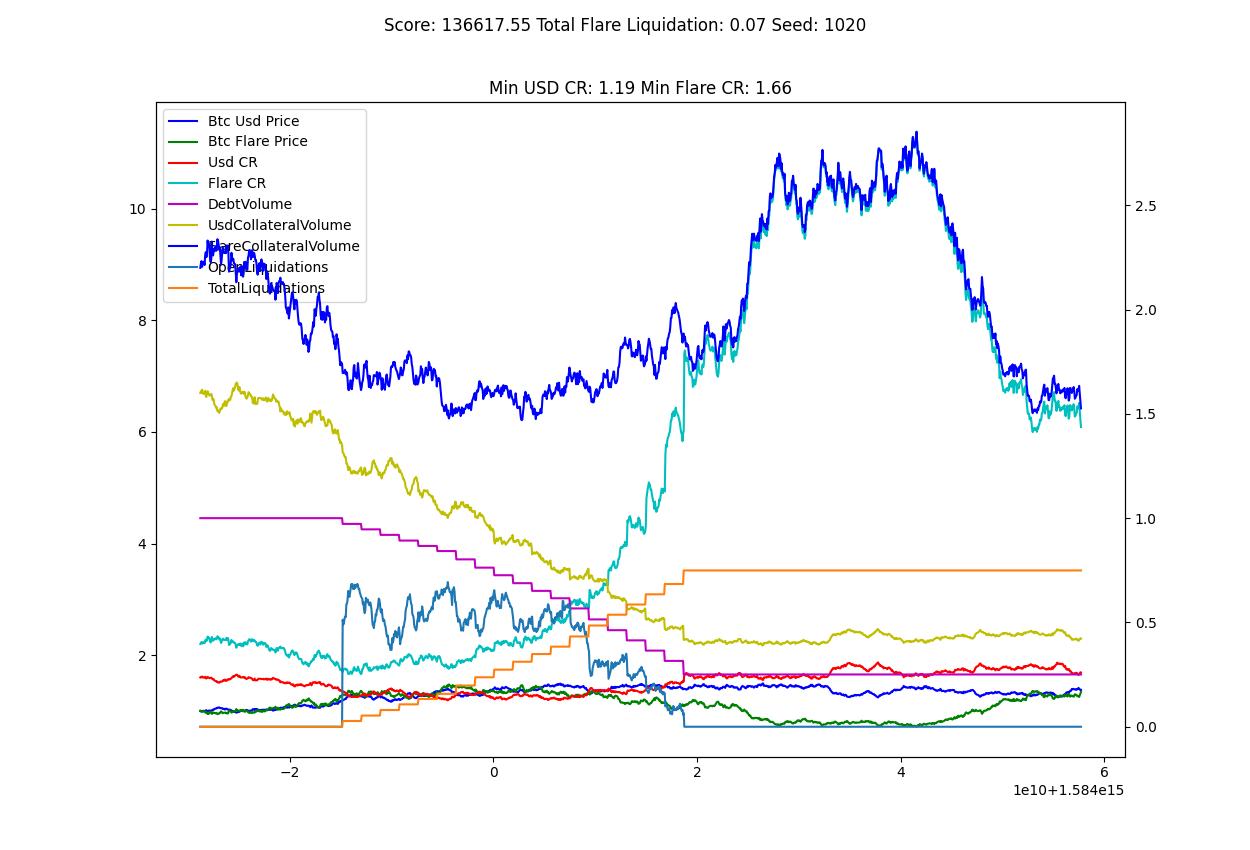 Score: 136617.55 Total Flare Liquidation: 0.07 Seed: 1020
Min USD CR: 1.19 Min Flare CR: 1.66
Btc Usd Price
Btc Flare Price
Usd CR
Flare CR
DebtVolume
UsdCollateralVolume
FlareCollateralVolume
OpenLiquidations
TotalLiquidations
10
8
6
4
2
2.5
2.0
1.5
1.0
0.5
0.0
−2
0
2
4
6
1e10+1.584e15